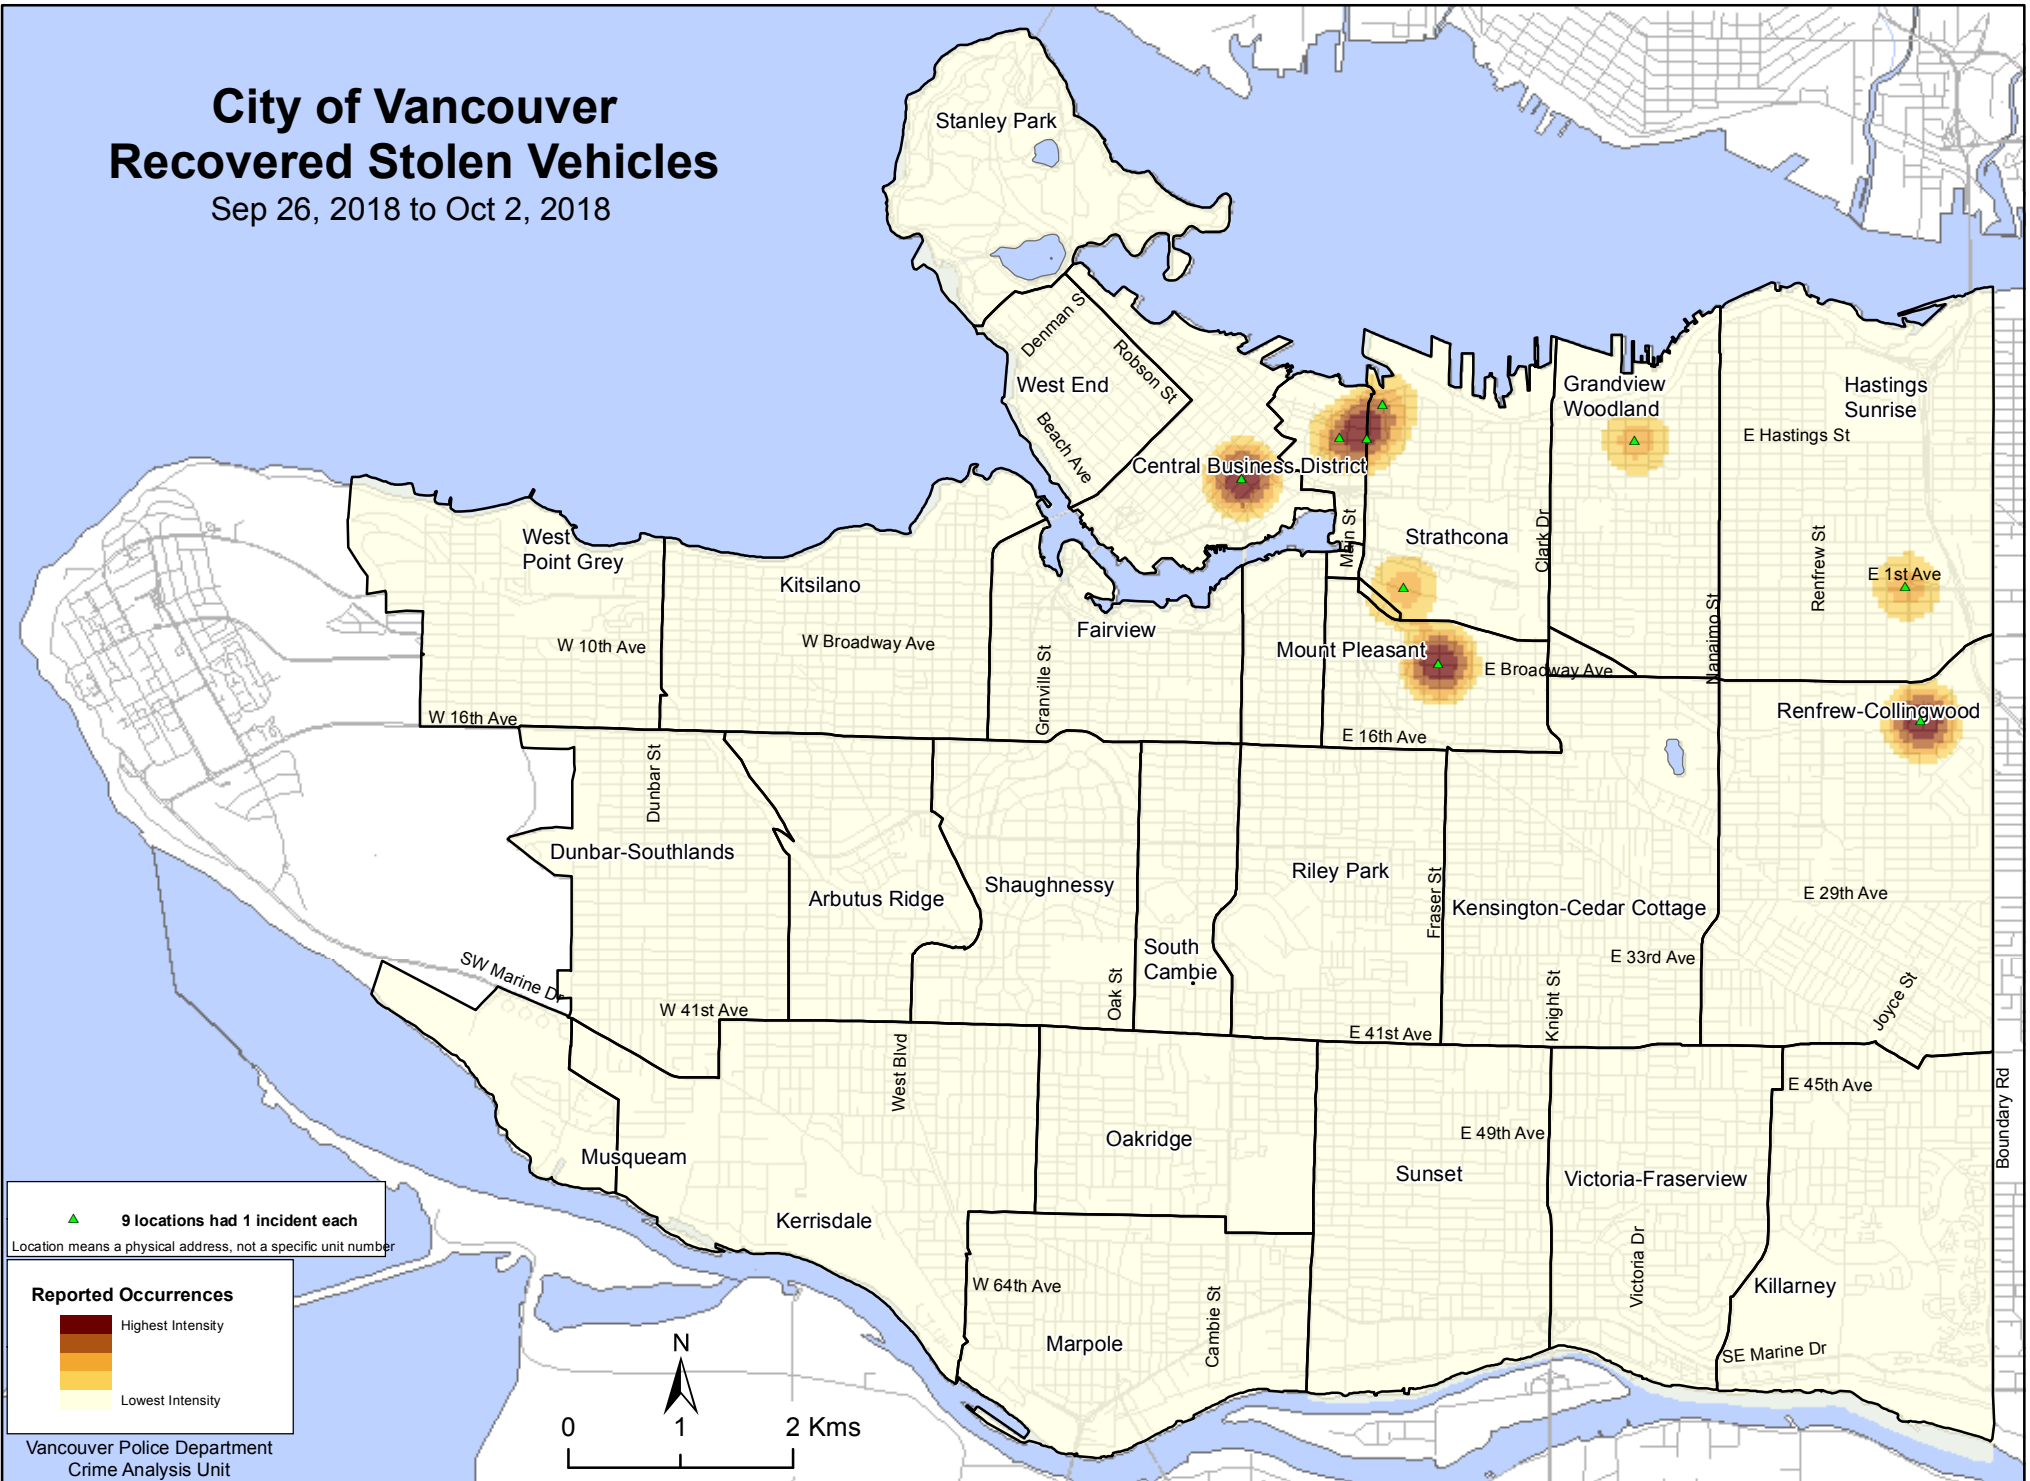 City of Vancouver
Recovered Stolen Vehicles
Sep 26, 2018 to Oct 2, 2018
Stanley Park
Denman S
Robson St
West End
Beach Ave
Central Business District
Grandview
Woodland
Hastings
Sunrise
E Hastings St
West
Point Grey
Kitsilano
Main St
Strathcona
Clark Dr
Renfrew St
E 1st Ave
Nanaimo St
W 10th Ave
W Broadway Ave
Fairview
Granville St
Mount Pleasant
E Broadway Ave
W 16th Ave
E 16th Ave
Renfrew-Collingwood
Dunbar St
Dunbar-Southlands
Arbutus Ridge
Shaughnessy
Riley Park
Fraser St
Kensington-Cedar Cottage
E 29th Ave
South
Cambie
E 33rd Ave
SW Marine Dr
W 41st Ave
Oak St
E 41st Ave
Knight St
Joyce St
West Blvd
E 45th Ave
Boundary Rd
Musqueam
Oakridge
E 49th Ave
Sunset
Victoria-Fraserview
Kerrisdale
Victoria Dr
W 64th Ave
Cambie St
Killarney
Marpole
SE Marine Dr
9 locations had 1 incident each
Location means a physical address, not a specific unit number
Reported Occurrences
Highest Intensity
Lowest Intensity
N
0 1 2 Kms
Vancouver Police Department
Crime Analysis Unit